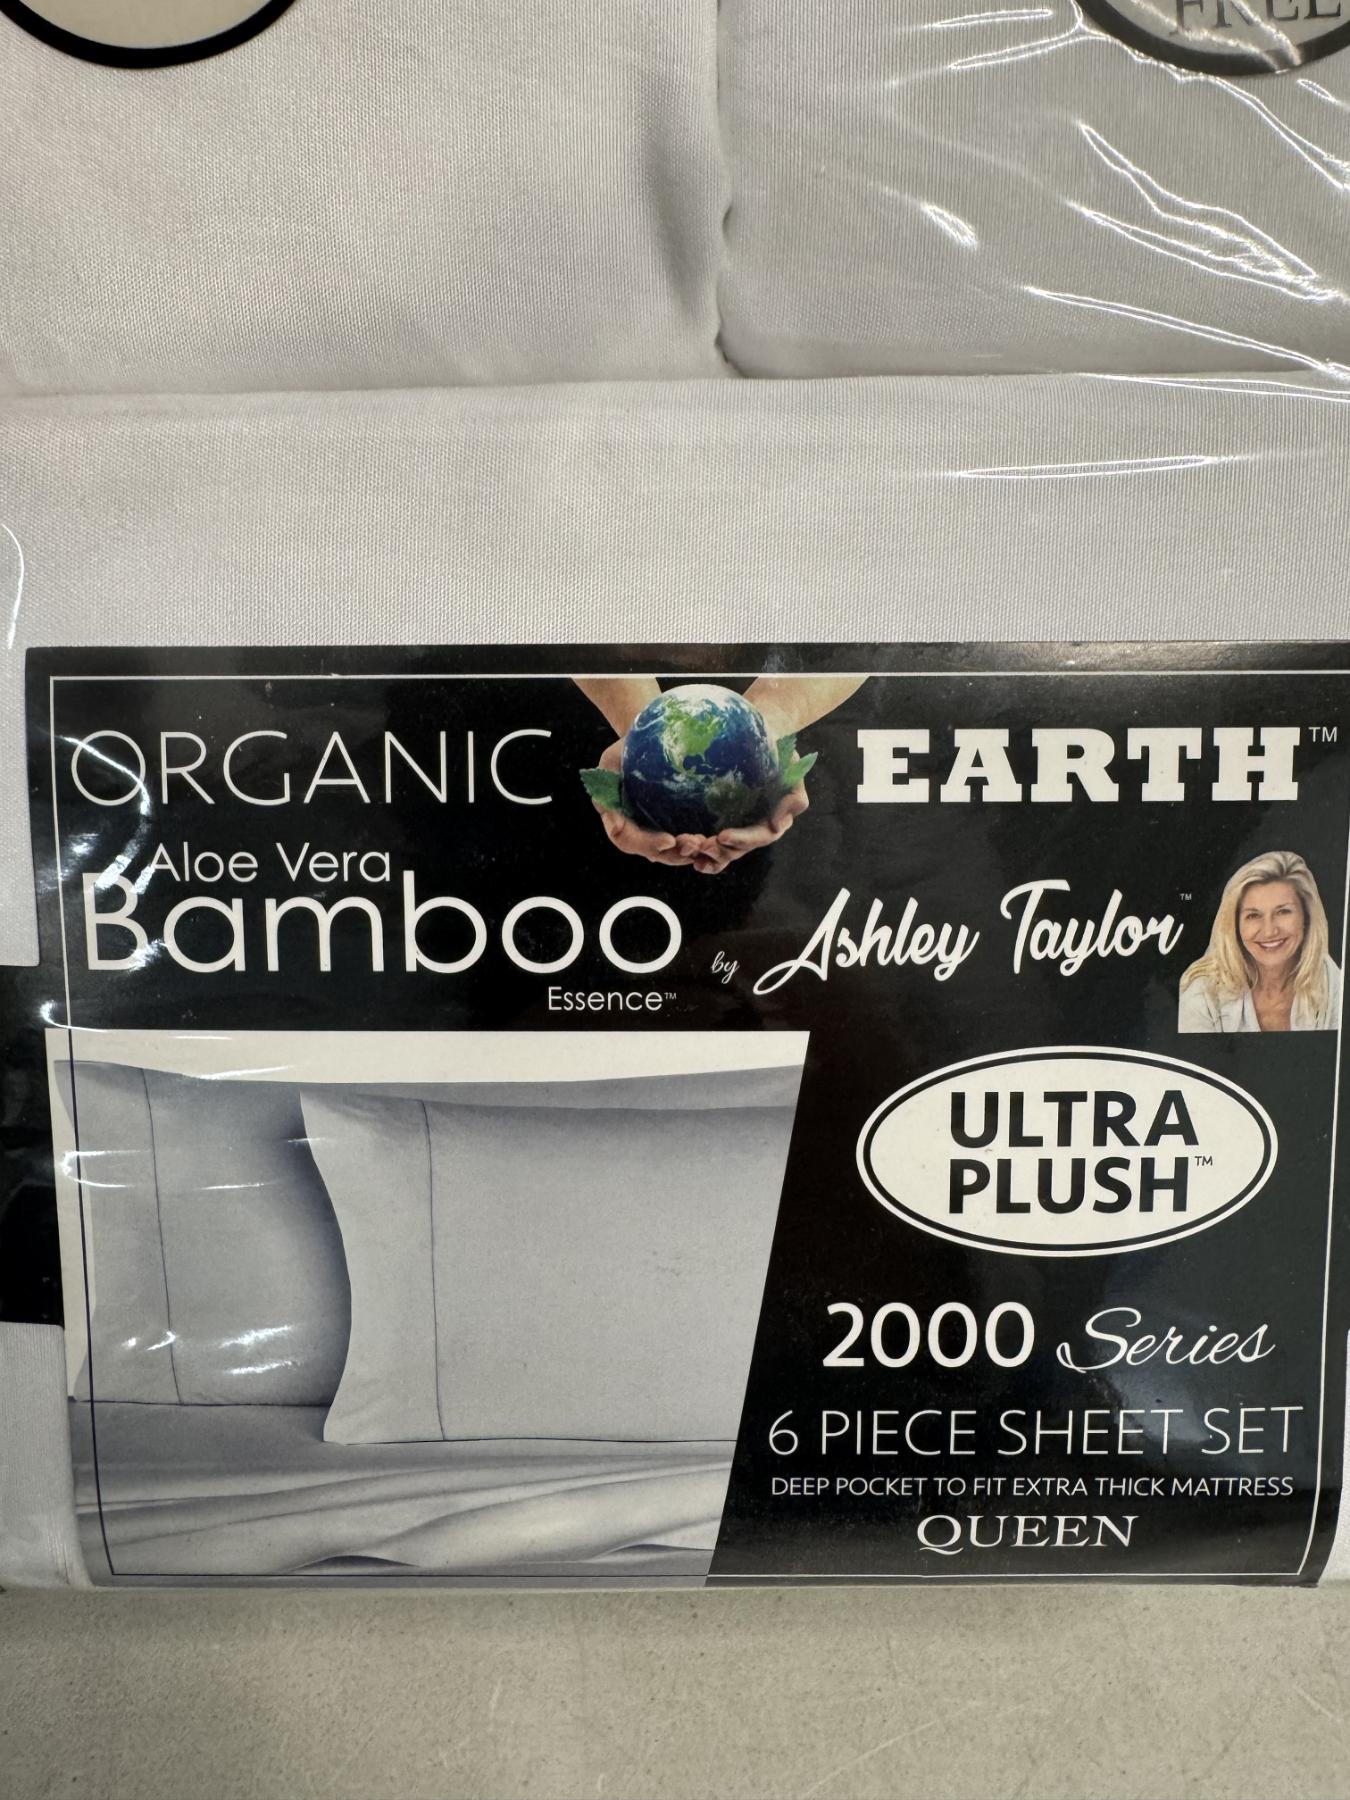 FREE
ORGANIC EARTH™
Aloe Vera
Bamboo by Ashley Taylor™
Essence™
ULTRA
PLUSH™
2000 Series
6 PIECE SHEET SET
DEEP POCKET TO FIT EXTRA THICK MATTRESS
QUEEN